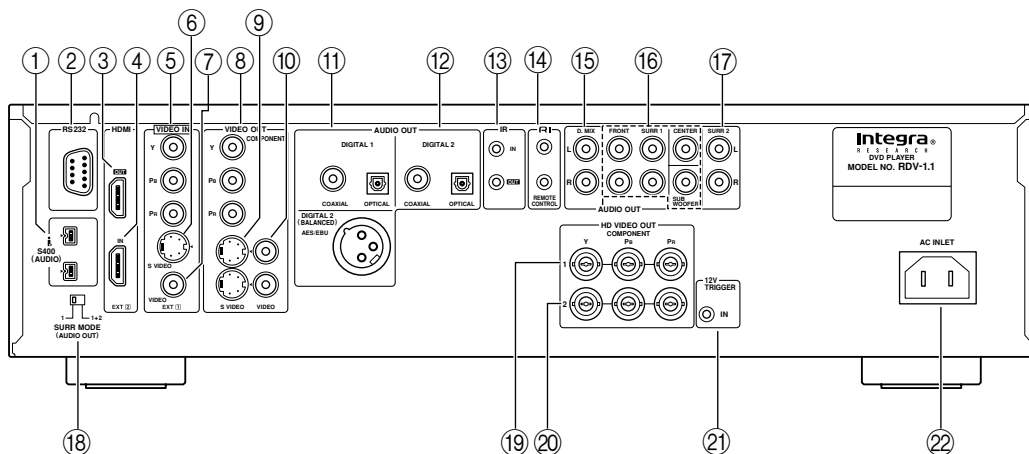 ⑥ ⑨
① ② ③ ④ ⑤ ⑦ ⑧ ⑩ ⑪ ⑫ ⑬ ⑭ ⑮ ⑯ ⑰
RS232
HDMI
OUT
IN
EXT 2
S400
(AUDIO)
1 1+2
SURR MODE
(AUDIO OUT)
VIDEO IN
Y
PB
PR
S VIDEO
VIDEO
EXT 1
VIDEO OUT
COMPONENT
Y
PB
PR
S VIDEO VIDEO
AUDIO OUT
DIGITAL 1 DIGITAL 2
COAXIAL OPTICAL COAXIAL OPTICAL
DIGITAL 2
(BALANCED)
AES/EBU
IR
IN
OUT
RI
REMOTE
CONTROL
D. MIX FRONT SURR 1 CENTER SURR 2
L L
R R
SUB
WOOFER
AUDIO OUT
HD VIDEO OUT
COMPONENT
Y PB PR
1
2
12V
TRIGGER
IN
Integra®
RESEARCH
DVD PLAYER
MODEL NO. RDV-1.1
AC INLET
⑱ ⑲ ⑳ ㉑ ㉒